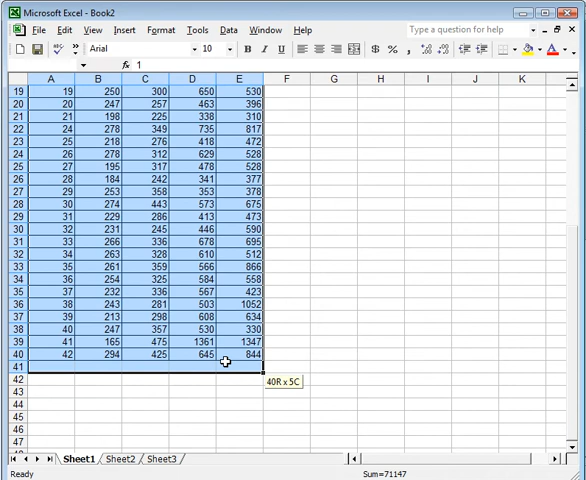 Microsoft Excel - Book2
File Edit View Insert Format Tools Data Window Help Type a question for help
Arial 10 B I U $ % ,
fx 1
A B C D E F G H I J K
19 19 250 300 650 530
20 20 247 257 463 396
21 21 198 225 338 310
22 24 278 349 735 817
23 25 218 276 418 472
24 26 278 312 629 528
25 27 195 317 478 528
26 28 184 242 341 377
27 29 253 358 353 378
28 30 274 443 573 675
29 31 229 286 413 473
30 32 231 245 446 590
31 33 266 336 678 695
32 34 263 328 610 512
33 35 261 359 566 866
34 36 254 325 584 558
35 37 232 336 567 423
36 38 243 281 503 1052
37 39 213 298 608 634
38 40 247 357 530 330
39 41 165 475 1361 1347
40 42 294 425 645 844
41
42 40R x 5C
43
44
45
46
47
Sheet1 Sheet2 Sheet3
Ready Sum=71147